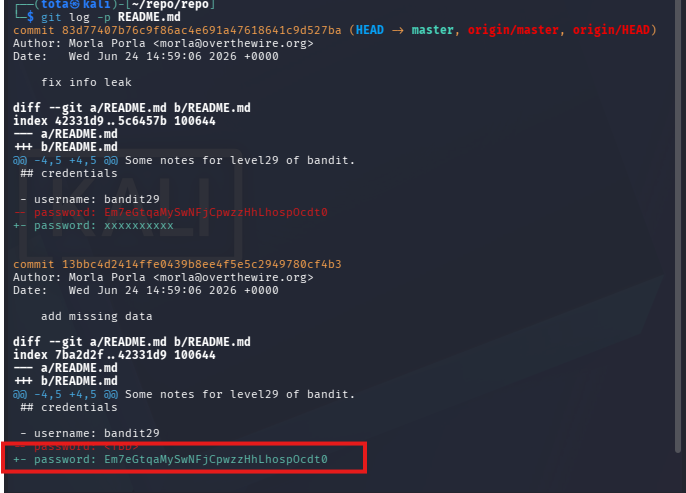 ┌──(tota㉿kali)-[~/repo/repo]
└─$ git log -p README.md
commit 83d77407b76c9f86ac4e691a47618641c9d527ba (HEAD → master, origin/master, origin/HEAD)
Author: Morla Porla <morla@overthewire.org>
Date:   Wed Jun 24 14:59:06 2026 +0000

    fix info leak

diff --git a/README.md b/README.md
index 42331d9..5c6457b 100644
--- a/README.md
+++ b/README.md
@@ -4,5 +4,5 @@ Some notes for level29 of bandit.
 ## credentials

 - username: bandit29
-- password: Em7eGtqaMySwNFjCpwzzHhLhospOcdt0
+- password: xxxxxxxxxx

commit 13bbc4d2414ffe0439b8ee4f5e5c2949780cf4b3
Author: Morla Porla <morla@overthewire.org>
Date:   Wed Jun 24 14:59:06 2026 +0000

    add missing data

diff --git a/README.md b/README.md
index 7ba2d2f..42331d9 100644
--- a/README.md
+++ b/README.md
@@ -4,5 +4,5 @@ Some notes for level29 of bandit.
 ## credentials

 - username: bandit29
-- password: <TBD>
+- password: Em7eGtqaMySwNFjCpwzzHhLhospOcdt0
KALI